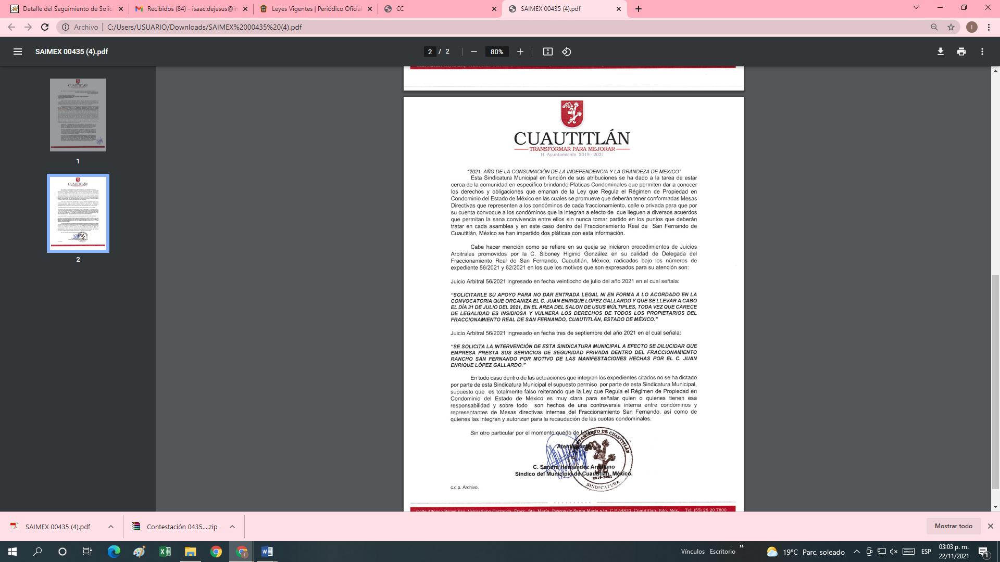 Detalle del Seguimiento de Solici
Recibidos (84) - isaac.dejesus@in
Leyes Vigentes | Periódico Oficial
CC
SAIMEX 00435 (4).pdf
Archivo
C:/Users/USUARIO/Downloads/SAIMEX%2000435%20(4).pdf
I
SAIMEX 00435 (4).pdf
2 / 2
80%
1
2
CUAUTITLÁN
TRANSFORMAR PARA MEJORAR
H. Ayuntamiento 2019 - 2021
"2021, AÑO DE LA CONSUMACIÓN DE LA INDEPENDENCIA Y LA GRANDEZA DE MEXICO"
Esta Sindicatura Municipal en función de sus atribuciones se ha dado a la tarea de estar
cerca de la comunidad en específico brindando Platicas Condominales que permiten dar a conocer
los derechos y obligaciones que emanan de la Ley que Regula el Régimen de Propiedad en
Condominio del Estado de México en las cuales se promueve que deberán tener conformadas Mesas
Directivas que representen a los condóminos de cada fraccionamiento, calle o privada para que por
su cuenta convoque a los condóminos que la integran a efecto de que lleguen a diversos acuerdos
que permitan la sana convivencia entre ellos sin nunca tomar partido en los puntos que deberán
tratar en cada asamblea y en este caso dentro del Fraccionamiento Real de San Fernando de
Cuautitlán, México se han impartido dos pláticas con esta información.
Cabe hacer mención como se refiere en su queja se iniciaron procedimientos de Juicios
Arbitrales promovidos por la C. Siboney Higinio González en su calidad de Delegada del
Fraccionamiento Real de San Fernando, Cuautitlán, México; radicados bajo los números de
expediente 56/2021 y 62/2021 en los que los motivos que son expresados para su atención son:
Juicio Arbitral 56/2021 ingresado en fecha veintiocho de julio del año 2021 en el cual señala:
"SOLICITARLE SU APOYO PARA NO DAR ENTRADA LEGAL NI EN FORMA A LO ACORDADO EN LA
CONVOCATORIA QUE ORGANIZA EL C. JUAN ENRIQUE LOPEZ GALLARDO Y QUE SE LLEVAR A CABO
EL DÍA 31 DE JULIO DEL 2021, EN EL AREA DEL SALON DE USUS MÚLTIPLES, TODA VEZ QUE CARECE
DE LEGALIDAD ES INSIDIOSA Y VULNERA LOS DERECHOS DE TODOS LOS PROPIETARIOS DEL
FRACCIONAMIENTO REAL DE SAN FERNANDO, CUAUTITLÁN, ESTADO DE MÉXICO."
Juicio Arbitral 56/2021 ingresado en fecha tres de septiembre del año 2021 en el cual señala:
"SE SOLICITA LA INTERVENCIÓN DE ESTA SINDICATURA MUNICIPAL A EFECTO SE DILUCIDAR QUE
EMPRESA PRESTA SUS SERVICIOS DE SEGURIDAD PRIVADA DENTRO DEL FRACCIONAMIENTO
RANCHO SAN FERNANDO POR MOTIVO DE LAS MANIFESTACIONES HECHAS POR EL C. JUAN
ENRIQUE LÓPEZ GALLARDO."
En todo caso dentro de las actuaciones que integran los expedientes citados no se ha dictado
por parte de esta Sindicatura Municipal el supuesto permiso por parte de esta Sindicatura Municipal,
supuesto que es totalmente falso reiterando que la Ley que Regula el Régimen de Propiedad en
Condominio del Estado de México es muy clara para señalar quien o quienes tienen esa
responsabilidad y sobre todo son hechos de una controversia interna entre condóminos y
representantes de Mesas directivas internas del Fraccionamiento San Fernando, así como de
quienes las integran y autorizan para la recaudación de las cuotas condominales.
Sin otro particular por el momento quedo de Usted
Atentamente
C. Sandra Hernández Arrellano
Síndico del Municipio de Cuautitlán, México.
AYUNTAMIENTO DE CUAUTITLÁN
2019-2021
SINDICATURA
c.c.p. Archivo.
Calle Alfonso Reyes Esq. Venustiano Carranza, Fracc. Sta. María, Paseos de Santa María s/n, C.P 54820, Cuautitlan, Edo. Mex. Tel: (55) 26 20 7800
SAIMEX 00435 (4).pdf
Contestación 0435....zip
Mostrar todo
Vínculos
Escritorio
19°C Parc. soleado
ESP
03:03 p. m.
22/11/2021
1